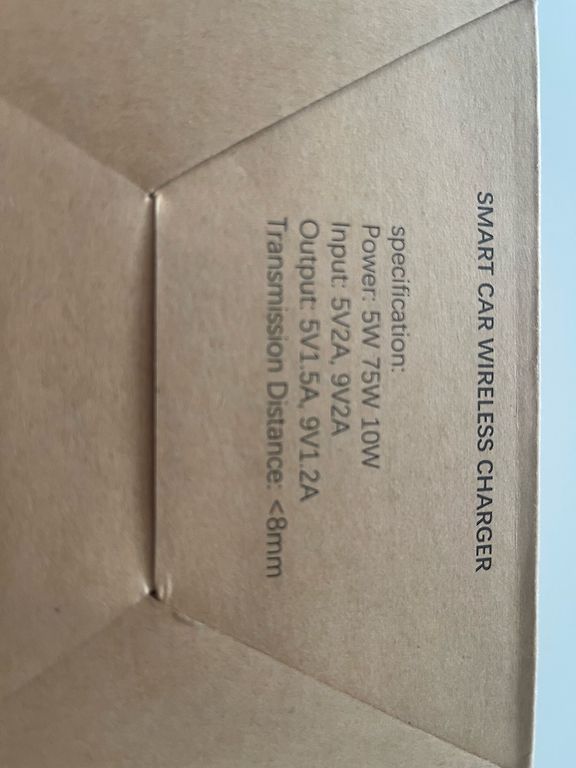 SMART CAR WIRELESS CHARGER
specification:
Power: 5W 75W 10W
Input: 5V2A, 9V2A
Output: 5V1.5A, 9V1.2A
Transmission Distance: <8mm